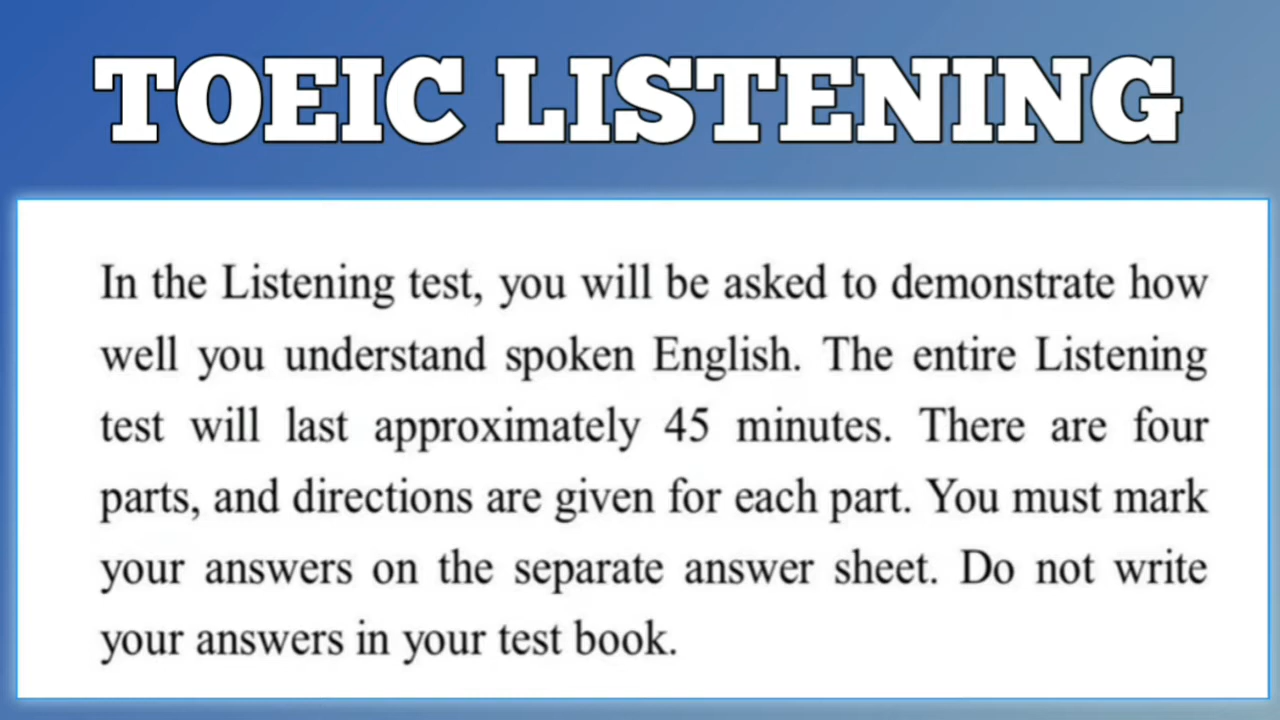 TOEIC LISTENING
In the Listening test, you will be asked to demonstrate how
well you understand spoken English. The entire Listening
test will last approximately 45 minutes. There are four
parts, and directions are given for each part. You must mark
your answers on the separate answer sheet. Do not write
your answers in your test book.